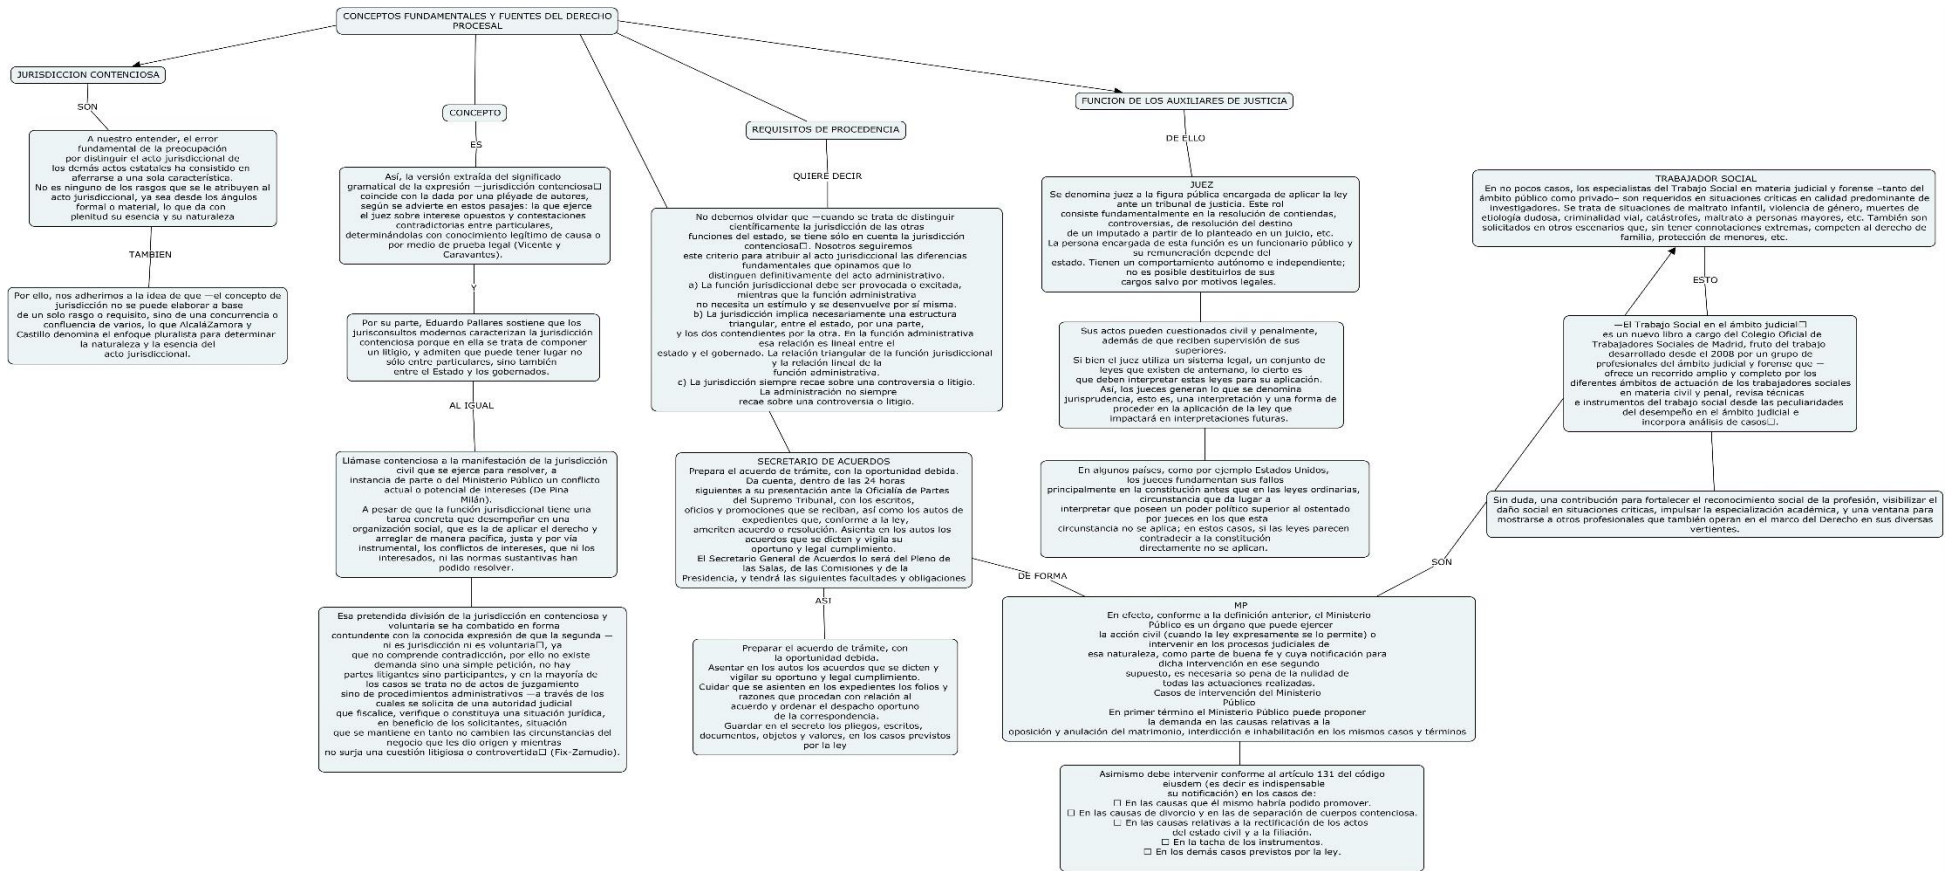 CONCEPTOS FUNDAMENTALES Y FUENTES DEL DERECHO
PROCESAL
JURISDICCION CONTENCIOSA
SON
A nuestro entender, el error
fundamental de la preocupación
por distinguir el acto jurisdiccional de
los demás actos estatales ha consistido en
aferrarse a una sola característica.
No es ninguno de los rasgos que se le atribuyen al
acto jurisdiccional, ya sea desde los ángulos
formal o material, lo que da con
plenitud su esencia y su naturaleza
TAMBIEN
Por ello, nos adherimos a la idea de que —el concepto de
jurisdicción no se puede elaborar a base
de un solo rasgo o requisito, sino de una concurrencia o
confluencia de varios, lo que AlcaláZamora y
Castillo denomina el enfoque pluralista para determinar
la naturaleza y la esencia del
acto jurisdiccional.
CONCEPTO
ES
Así, la versión extraída del significado
gramatical de la expresión —jurisdicción contenciosa□
coincide con la dada por una pléyade de autores,
según se advierte en estos pasajes: la que ejerce
el juez sobre interese opuestos y contestaciones
contradictorias entre particulares,
determinándolas con conocimiento legítimo de causa o
por medio de prueba legal (Vicente y
Caravantes).
Y
Por su parte, Eduardo Pallares sostiene que los
jurisconsultos modernos caracterizan la jurisdicción
contenciosa porque en ella se trata de componer
un litigio, y admiten que puede tener lugar no
sólo entre particulares, sino también
entre el Estado y los gobernados.
AL IGUAL
Llámase contenciosa a la manifestación de la jurisdicción
civil que se ejerce para resolver, a
instancia de parte o del Ministerio Público un conflicto
actual o potencial de intereses (De Pina
Milán).
A pesar de que la función jurisdiccional tiene una
tarea concreta que desempeñar en una
organización social, que es la de aplicar el derecho y
arreglar de manera pacífica, justa y por vía
instrumental, los conflictos de intereses, que ni los
interesados, ni las normas sustantivas han
podido resolver.
Esa pretendida división de la jurisdicción en contenciosa y
voluntaria se ha combatido en forma
contundente con la conocida expresión de que la segunda —
ni es jurisdicción ni es voluntaria□, ya
que no comprende contradicción, por ello no existe
demanda sino una simple petición, no hay
partes litigantes sino participantes, y en la mayoría de
los casos se trata no de actos de juzgamiento
sino de procedimientos administrativos —a través de los
cuales se solicita de una autoridad judicial
que fiscalice, verifique o constituya una situación jurídica,
en beneficio de los solicitantes, situación
que se mantiene en tanto no cambien las circunstancias del
negocio que les dio origen y mientras
no surja una cuestión litigiosa o controvertida□ (Fix-Zamudio).
REQUISITOS DE PROCEDENCIA
QUIERE DECIR
No debemos olvidar que —cuando se trata de distinguir
científicamente la jurisdicción de las otras
funciones del estado, se tiene sólo en cuenta la jurisdicción
contenciosa□. Nosotros seguiremos
este criterio para atribuir al acto jurisdiccional las diferencias
fundamentales que opinamos que lo
distinguen definitivamente del acto administrativo.
a) La función jurisdiccional debe ser provocada o excitada,
mientras que la función administrativa
no necesita un estímulo y se desenvuelve por sí misma.
b) La jurisdicción implica necesariamente una estructura
triangular, entre el estado, por una parte,
y los dos contendientes por la otra. En la función administrativa
esa relación es lineal entre el
estado y el gobernado. La relación triangular de la función jurisdiccional
y la relación lineal de la
función administrativa.
c) La jurisdicción siempre recae sobre una controversia o litigio.
La administración no siempre
recae sobre una controversia o litigio.
SECRETARIO DE ACUERDOS
Prepara el acuerdo de trámite, con la oportunidad debida.
Da cuenta, dentro de las 24 horas
siguientes a su presentación ante la Oficialía de Partes
del Supremo Tribunal, con los escritos,
oficios y promociones que se reciban, así como los autos de
expedientes que, conforme a la ley,
ameriten acuerdo o resolución. Asienta en los autos los
acuerdos que se dicten y vigila su
oportuno y legal cumplimiento.
El Secretario General de Acuerdos lo será del Pleno de
las Salas, de las Comisiones y de la
Presidencia, y tendrá las siguientes facultades y obligaciones
ASI
Preparar el acuerdo de trámite, con
la oportunidad debida.
Asentar en los autos los acuerdos que se dicten y
vigilar su oportuno y legal cumplimiento.
Cuidar que se asienten en los expedientes los folios y
razones que procedan con relación al
acuerdo y ordenar el despacho oportuno
de la correspondencia.
Guardar en el secreto los pliegos, escritos,
documentos, objetos y valores, en los casos previstos
por la ley
DE FORMA
FUNCION DE LOS AUXILIARES DE JUSTICIA
DE ELLO
JUEZ
Se denomina juez a la figura pública encargada de aplicar la ley
ante un tribunal de justicia. Este rol
consiste fundamentalmente en la resolución de contiendas,
controversias, de resolución del destino
de un imputado a partir de lo planteado en un juicio, etc.
La persona encargada de esta función es un funcionario público y
su remuneración depende del
estado. Tienen un comportamiento autónomo e independiente;
no es posible destituirlos de sus
cargos salvo por motivos legales.
Sus actos pueden cuestionados civil y penalmente,
además de que reciben supervisión de sus
superiores.
Si bien el juez utiliza un sistema legal, un conjunto de
leyes que existen de antemano, lo cierto es
que deben interpretar estas leyes para su aplicación.
Así, los jueces generan lo que se denomina
jurisprudencia, esto es, una interpretación y una forma de
proceder en la aplicación de la ley que
impactará en interpretaciones futuras.
En algunos países, como por ejemplo Estados Unidos,
los jueces fundamentan sus fallos
principalmente en la constitución antes que en las leyes ordinarias,
circunstancia que da lugar a
interpretar que poseen un poder político superior al ostentado
por jueces en los que esta
circunstancia no se aplica; en estos casos, si las leyes parecen
contradecir a la constitución
directamente no se aplican.
MP
En efecto, conforme a la definición anterior, el Ministerio
Público es un órgano que puede ejercer
la acción civil (cuando la ley expresamente se lo permite) o
intervenir en los procesos judiciales de
esa naturaleza, como parte de buena fe y cuya notificación para
dicha intervención en ese segundo
supuesto, es necesaria so pena de la nulidad de
todas las actuaciones realizadas.
Casos de intervención del Ministerio
Público
En primer término el Ministerio Público puede proponer
la demanda en las causas relativas a la
oposición y anulación del matrimonio, interdicción e inhabilitación en los mismos casos y términos
Asimismo debe intervenir conforme al artículo 131 del código
eiusdem (es decir es indispensable
su notificación) en los casos de:
□ En las causas que él mismo habría podido promover.
□ En las causas de divorcio y en las de separación de cuerpos contenciosa.
□ En las causas relativas a la rectificación de los actos
del estado civil y a la filiación.
□ En la tacha de los instrumentos.
□ En los demás casos previstos por la ley.
SON
TRABAJADOR SOCIAL
En no pocos casos, los especialistas del Trabajo Social en materia judicial y forense –tanto del
ámbito público como privado– son requeridos en situaciones críticas en calidad predominante de
investigadores. Se trata de situaciones de maltrato infantil, violencia de género, muertes de
etiología dudosa, criminalidad vial, catástrofes, maltrato a personas mayores, etc. También son
solicitados en otros escenarios que, sin tener connotaciones extremas, competen al derecho de
familia, protección de menores, etc.
ESTO
—El Trabajo Social en el ámbito judicial□
es un nuevo libro a cargo del Colegio Oficial de
Trabajadores Sociales de Madrid, fruto del trabajo
desarrollado desde el 2008 por un grupo de
profesionales del ámbito judicial y forense que —
ofrece un recorrido amplio y completo por los
diferentes ámbitos de actuación de los trabajadores sociales
en materia civil y penal, revisa técnicas
e instrumentos del trabajo social desde las peculiaridades
del desempeño en el ámbito judicial e
incorpora análisis de casos□.
Sin duda, una contribución para fortalecer el reconocimiento social de la profesión, visibilizar el
daño social en situaciones críticas, impulsar la especialización académica, y una ventana para
mostrarse a otros profesionales que también operan en el marco del Derecho en sus diversas
vertientes.